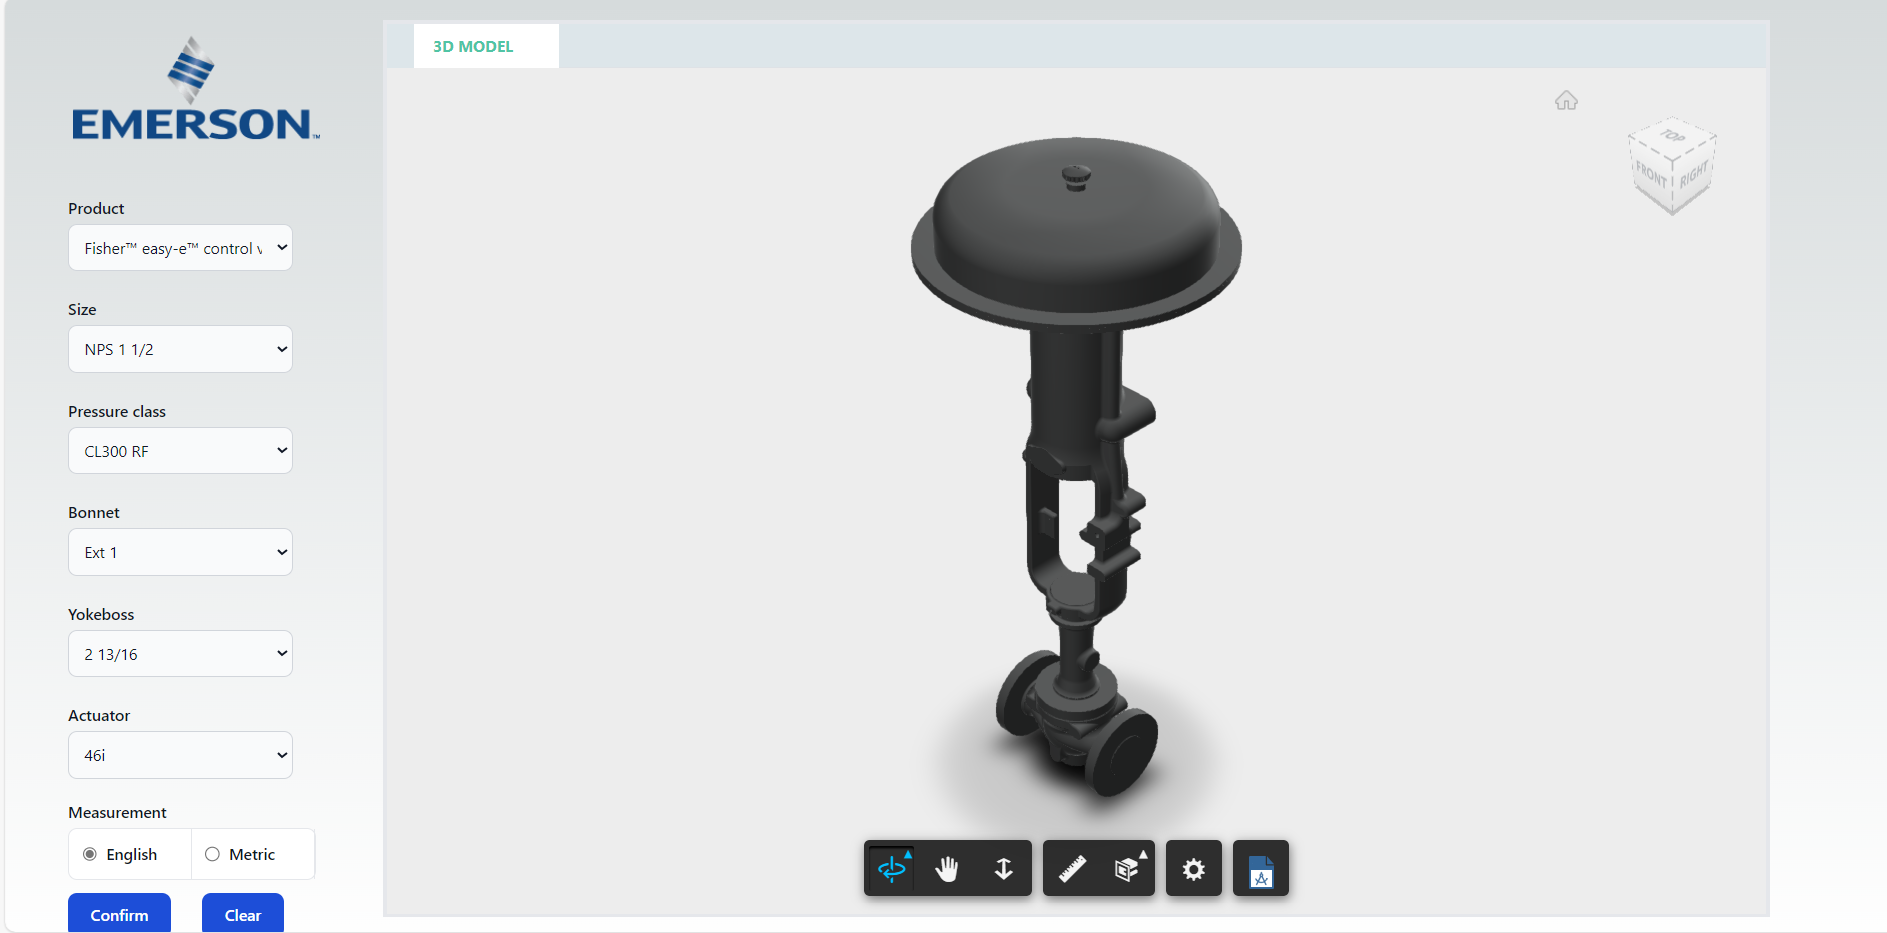 EMERSON™
Product
Fisher™ easy-e™ control v
Size
NPS 1 1/2
Pressure class
CL300 RF
Bonnet
Ext 1
Yokeboss
2 13/16
Actuator
46i
Measurement
English
Metric
Confirm
Clear
3D MODEL
TOP
FRONT
RIGHT